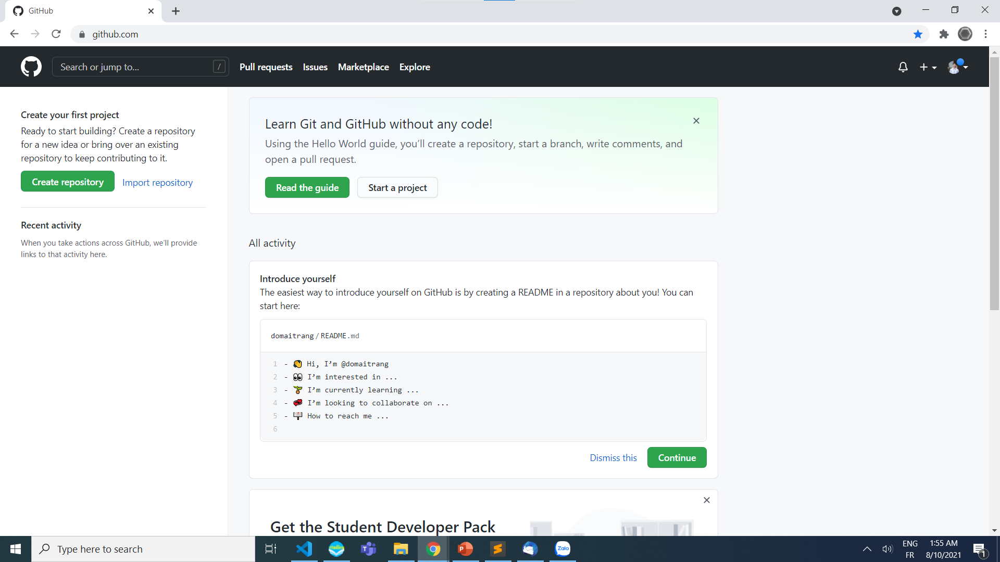 GitHub
github.com
Search or jump to... /
Pull requests Issues Marketplace Explore
Create your first project
Ready to start building? Create a repository
for a new idea or bring over an existing
repository to keep contributing to it.
Create repository Import repository
Recent activity
When you take actions across GitHub, we’ll provide
links to that activity here.
Learn Git and GitHub without any code!
Using the Hello World guide, you’ll create a repository, start a branch, write comments, and
open a pull request.
Read the guide Start a project
All activity
Introduce yourself
The easiest way to introduce yourself on GitHub is by creating a README in a repository about you! You can
start here:
domaitrang / README.md
1 - 👋 Hi, I’m @domaitrang
2 - 👀 I’m interested in ...
3 - 🌱 I’m currently learning ...
4 - 💞️ I’m looking to collaborate on ...
5 - 📫 How to reach me ...
6
Dismiss this Continue
Get the Student Developer Pack
Type here to search
Zalo
ENG
FR
1:55 AM
8/10/2021
1